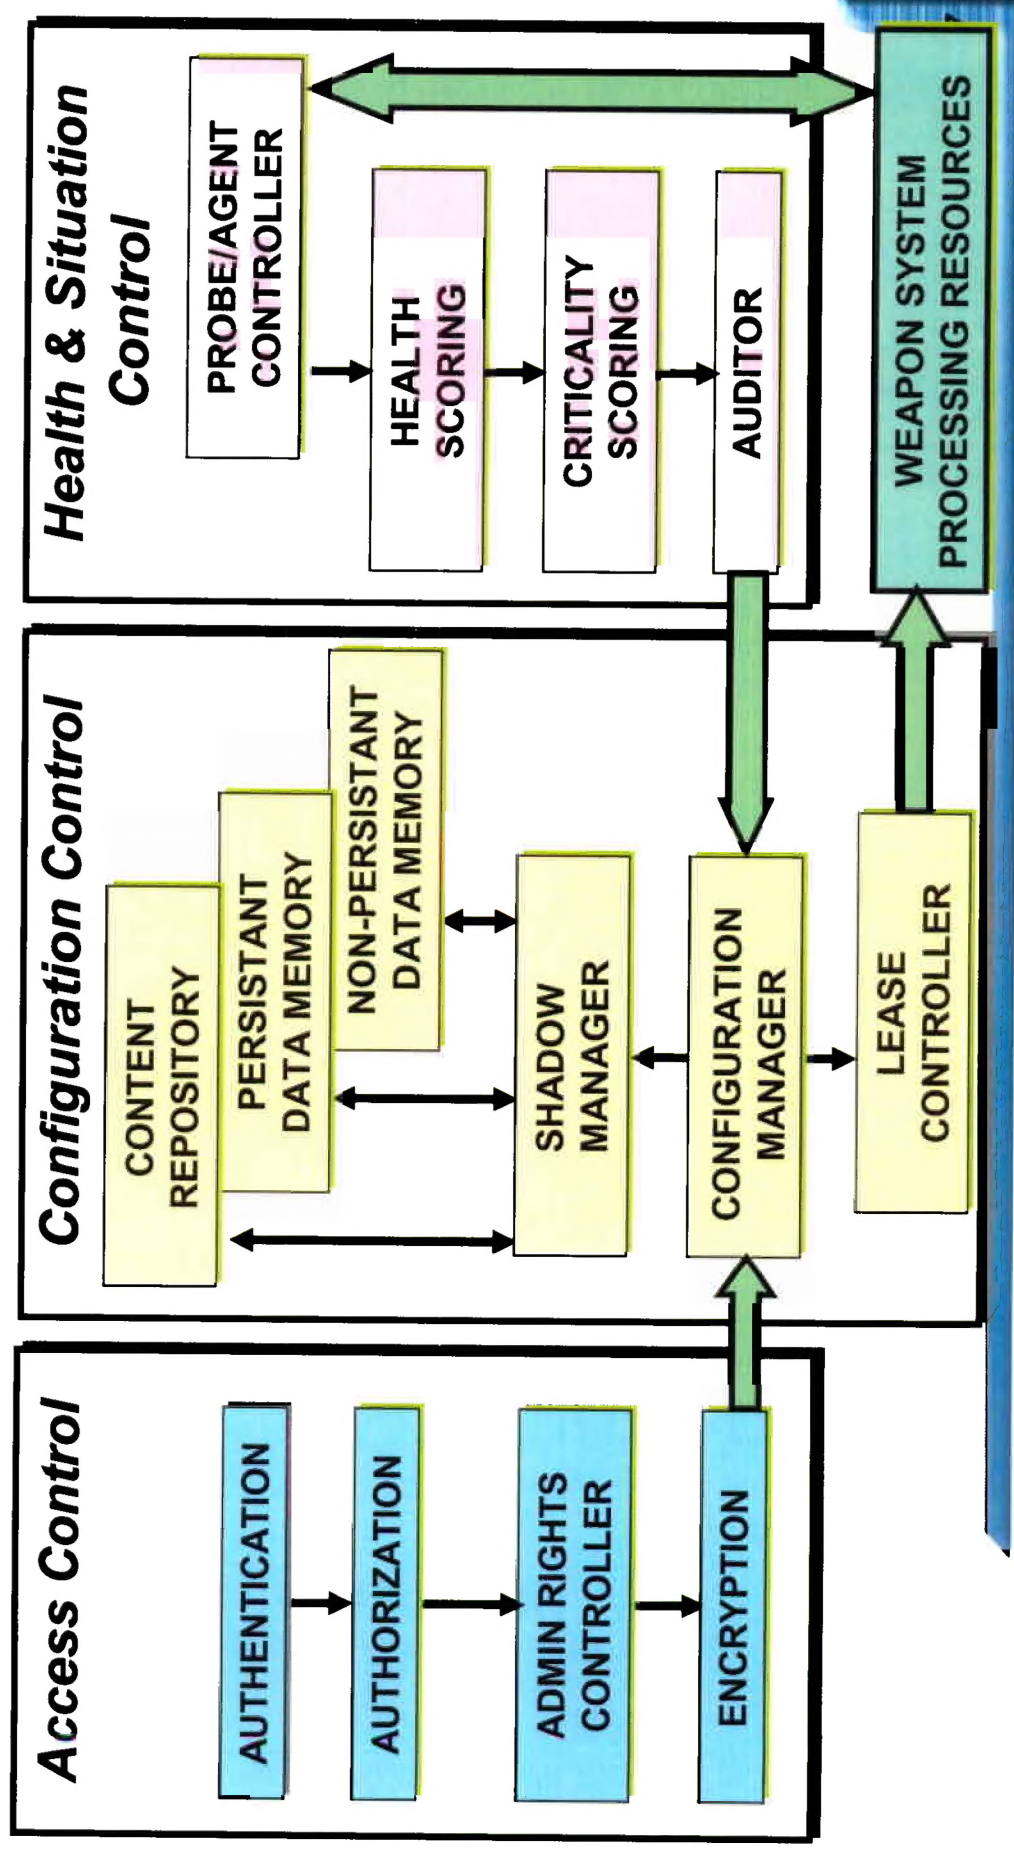 Access Control
AUTHENTICATION
AUTHORIZATION
ADMIN RIGHTS
CONTROLLER
ENCRYPTION
Configuration Control
CONTENT
REPOSITORY
PERSISTANT
DATA MEMORY
NON-PERSISTANT
DATA MEMORY
SHADOW
MANAGER
CONFIGURATION
MANAGER
LEASE
CONTROLLER
Health & Situation
Control
PROBE/AGENT
CONTROLLER
HEALTH
SCORING
CRITICALITY
SCORING
AUDITOR
WEAPON SYSTEM
PROCESSING RESOURCES